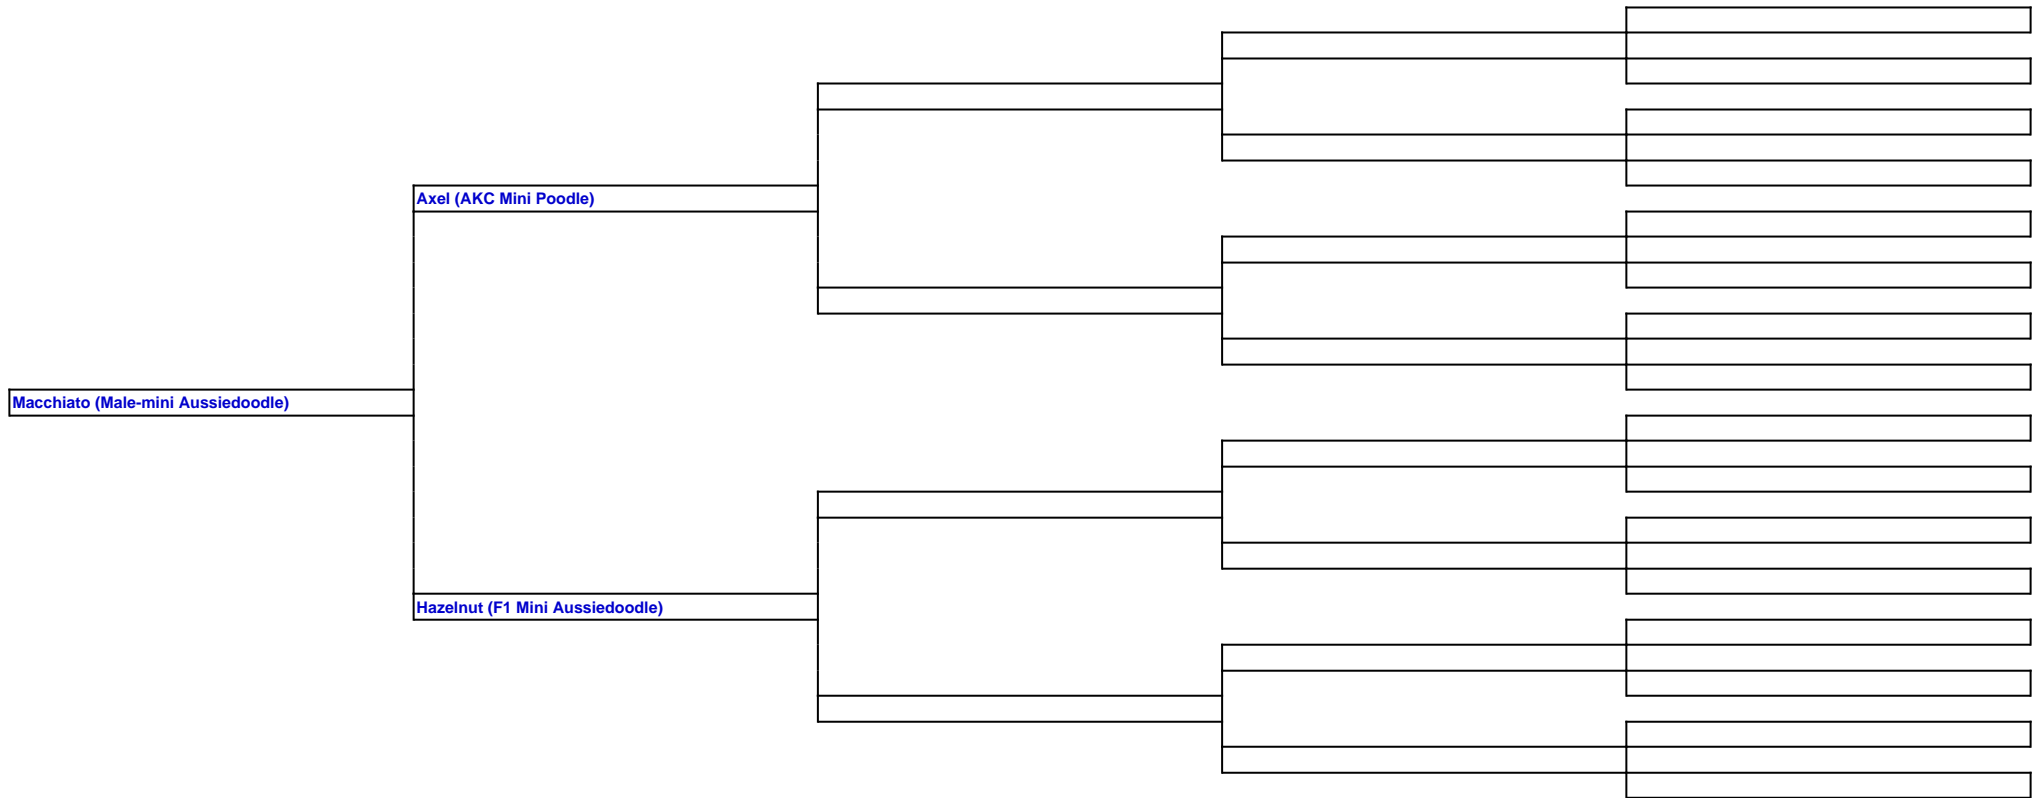 Axel (AKC Mini Poodle)
Macchiato (Male-mini Aussiedoodle)
Hazelnut (F1 Mini Aussiedoodle)